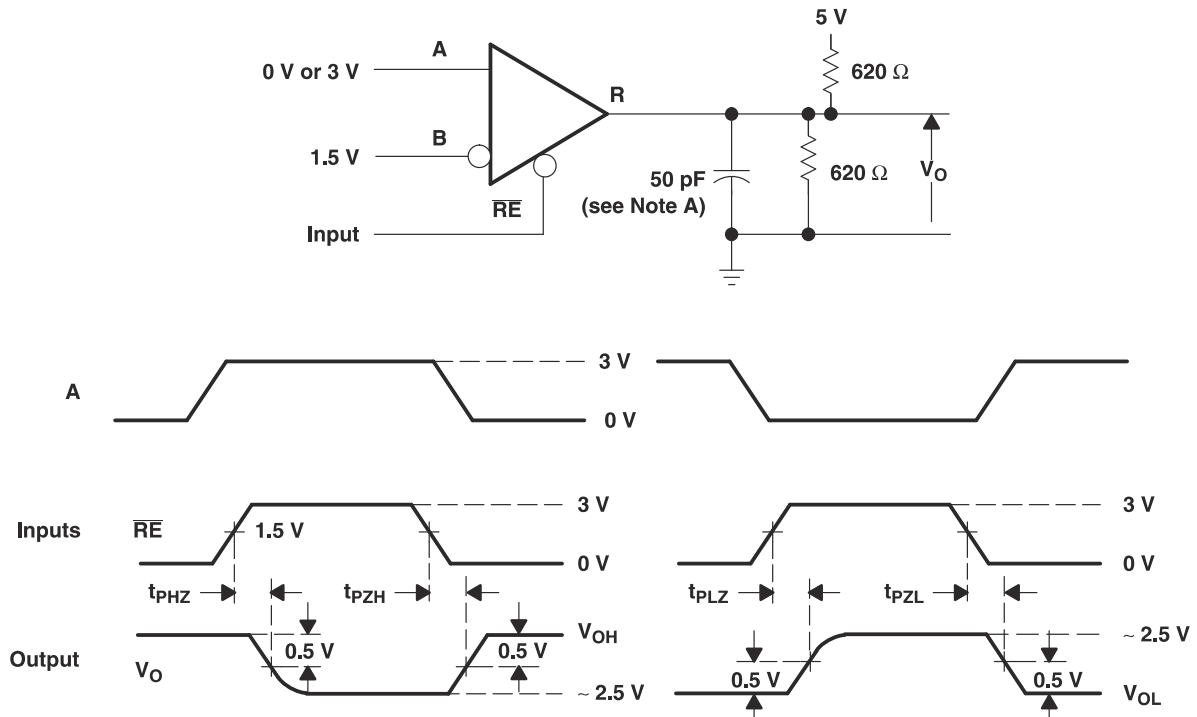 5 V
A
0 V or 3 V
620 Ω
R
B
1.5 V
RE
50 pF
(see Note A)
620 Ω
VO
Input
3 V
A
0 V
3 V
3 V
Inputs
RE
1.5 V
0 V
0 V
tPHZ
tPZH
tPLZ
tPZL
VOH
~ 2.5 V
Output
VO
0.5 V
0.5 V
0.5 V
0.5 V
~ 2.5 V
VOL